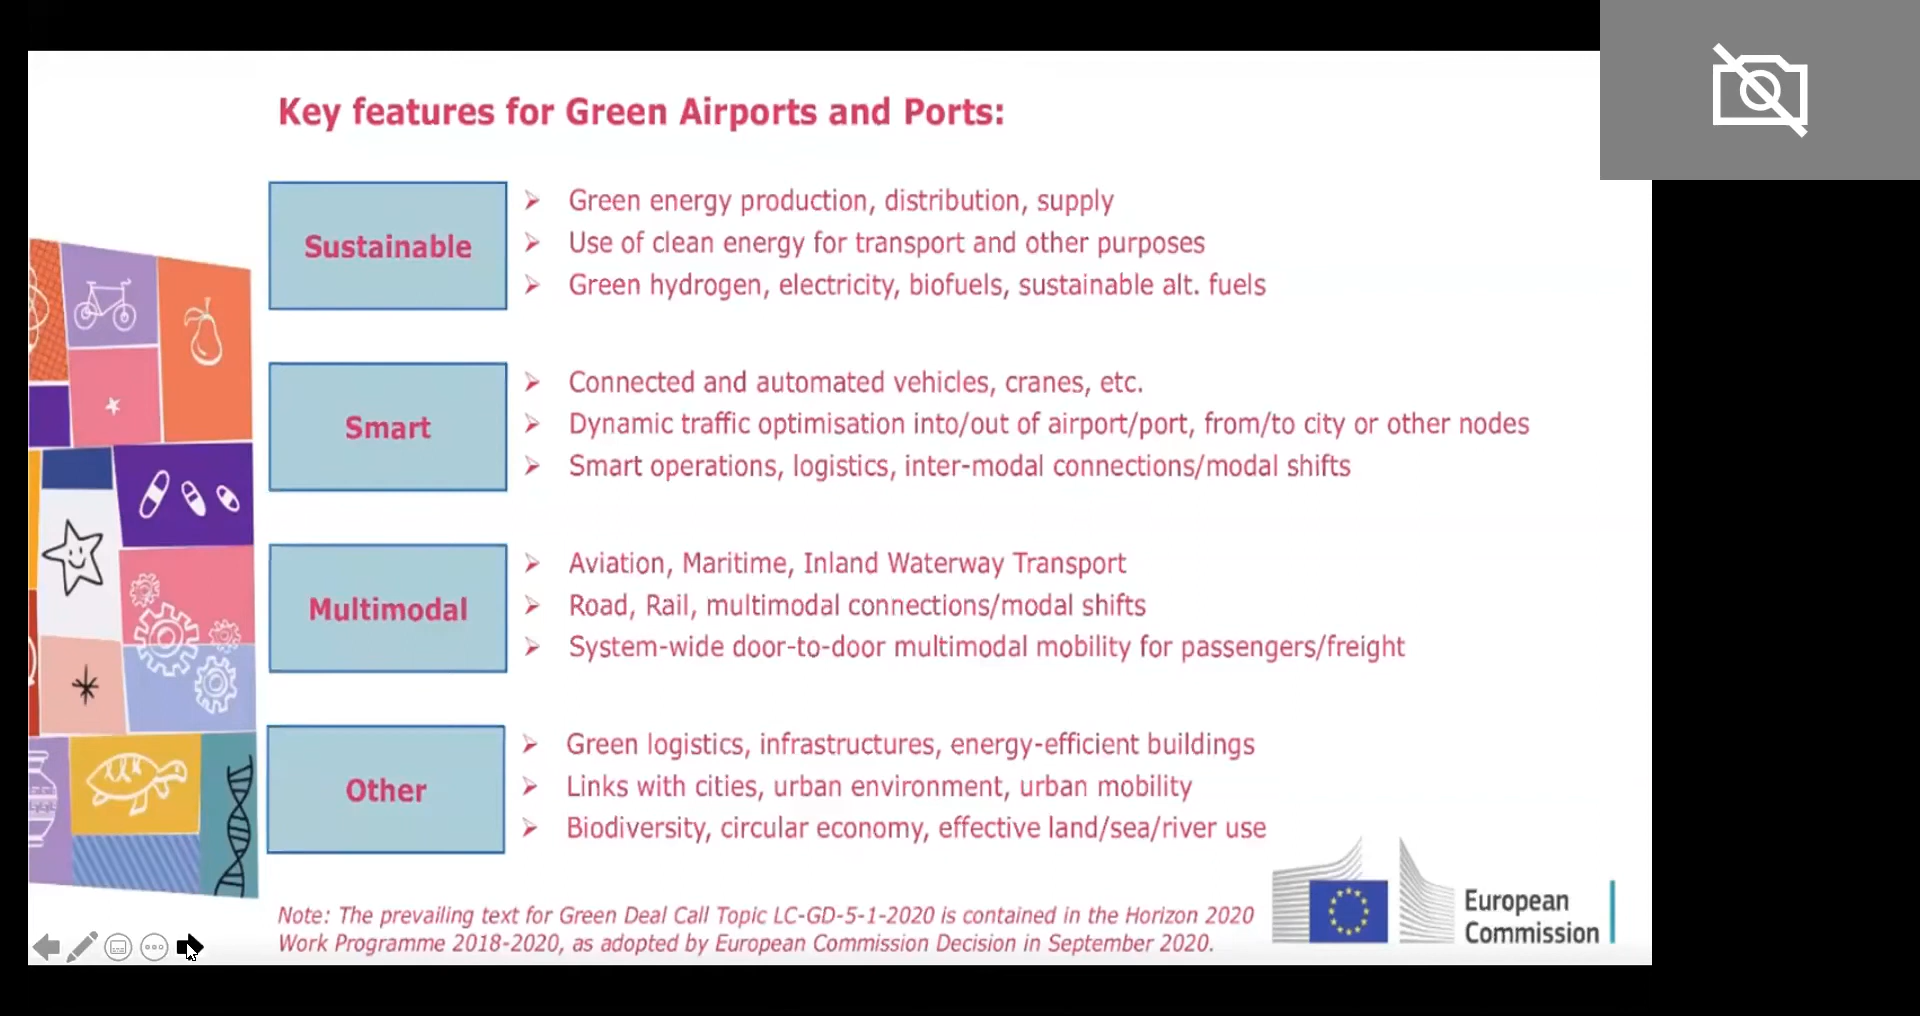 Key features for Green Airports and Ports:
Sustainable
Green energy production, distribution, supply
Use of clean energy for transport and other purposes
Green hydrogen, electricity, biofuels, sustainable alt. fuels
Smart
Connected and automated vehicles, cranes, etc.
Dynamic traffic optimisation into/out of airport/port, from/to city or other nodes
Smart operations, logistics, inter-modal connections/modal shifts
Multimodal
Aviation, Maritime, Inland Waterway Transport
Road, Rail, multimodal connections/modal shifts
System-wide door-to-door multimodal mobility for passengers/freight
Other
Green logistics, infrastructures, energy-efficient buildings
Links with cities, urban environment, urban mobility
Biodiversity, circular economy, effective land/sea/river use
Note: The prevailing text for Green Deal Call Topic LC-GD-5-1-2020 is contained in the Horizon 2020
Work Programme 2018-2020, as adopted by European Commission Decision in September 2020.
European
Commission